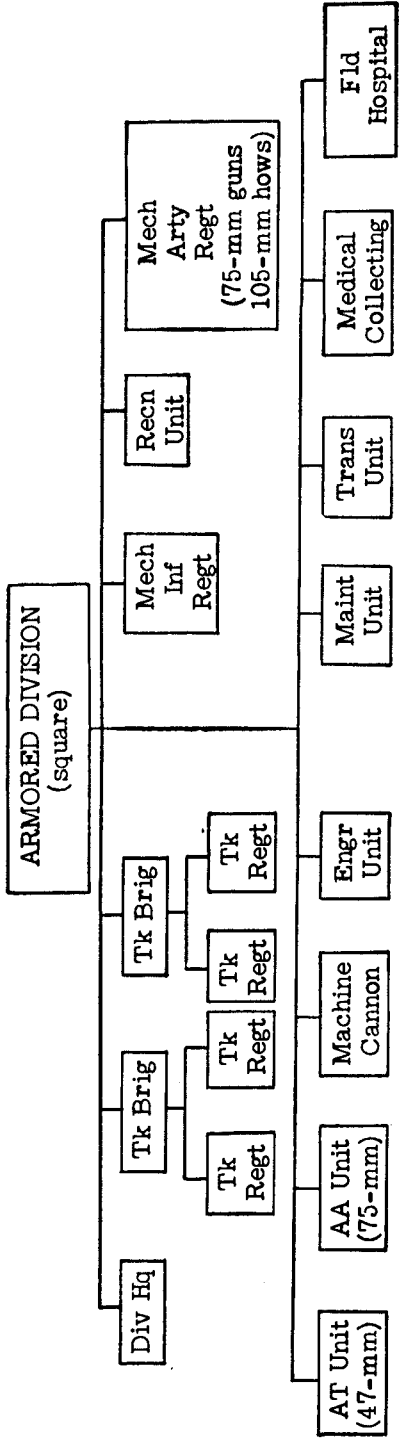 ARMORED DIVISION
(square)
Div Hq
Tk Brig
Tk Brig
Mech
Inf
Regt
Recn
Unit
Mech
Arty
Regt
(75-mm guns
105-mm hows)
Tk
Regt
Tk
Regt
Tk
Regt
Tk
Regt
AT Unit
(47-mm)
AA Unit
(75-mm)
Machine
Cannon
Engr
Unit
Maint
Unit
Trans
Unit
Medical
Collecting
Fld
Hospital